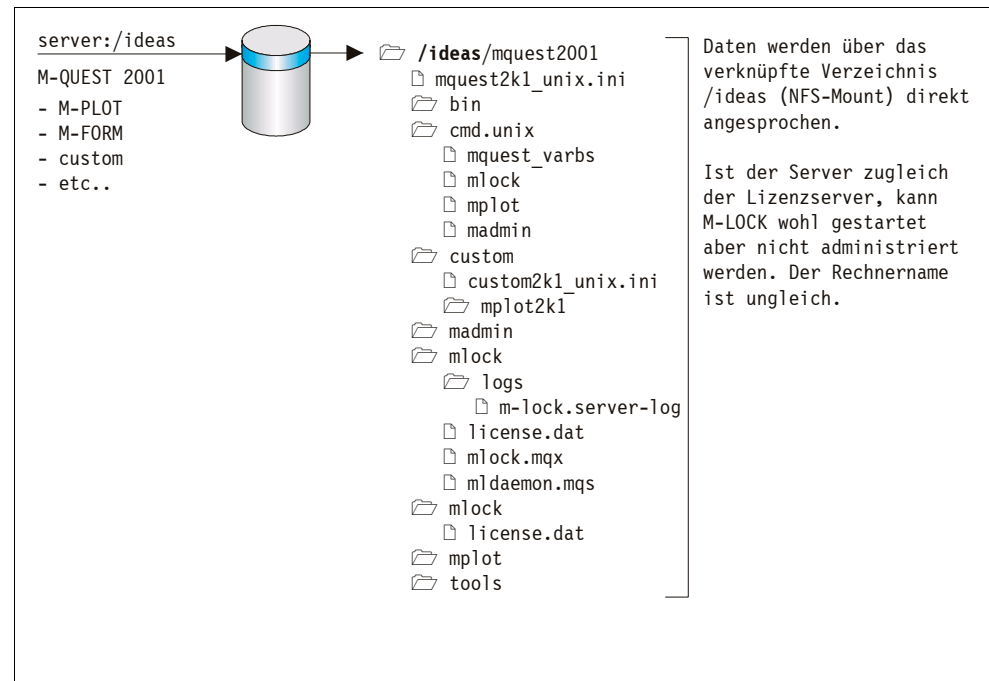 server:/ideas
M-QUEST 2001
- M-PLOT
- M-FORM
- custom
- etc..
/ideas/mquest2001
mquest2k1_unix.ini
bin
cmd.unix
mquest_varbs
mlock
mplot
madmin
custom
custom2k1_unix.ini
mplot2k1
madmin
mlock
logs
m-lock.server-log
license.dat
mlock.mqx
mldaemon.mqs
mlock
license.dat
mplot
tools
Daten werden über das
verknüpfte Verzeichnis
/ideas (NFS-Mount) direkt
angesprochen.
Ist der Server zugleich
der Lizenzserver, kann
M-LOCK wohl gestartet
aber nicht administriert
werden. Der Rechnername
ist ungleich.